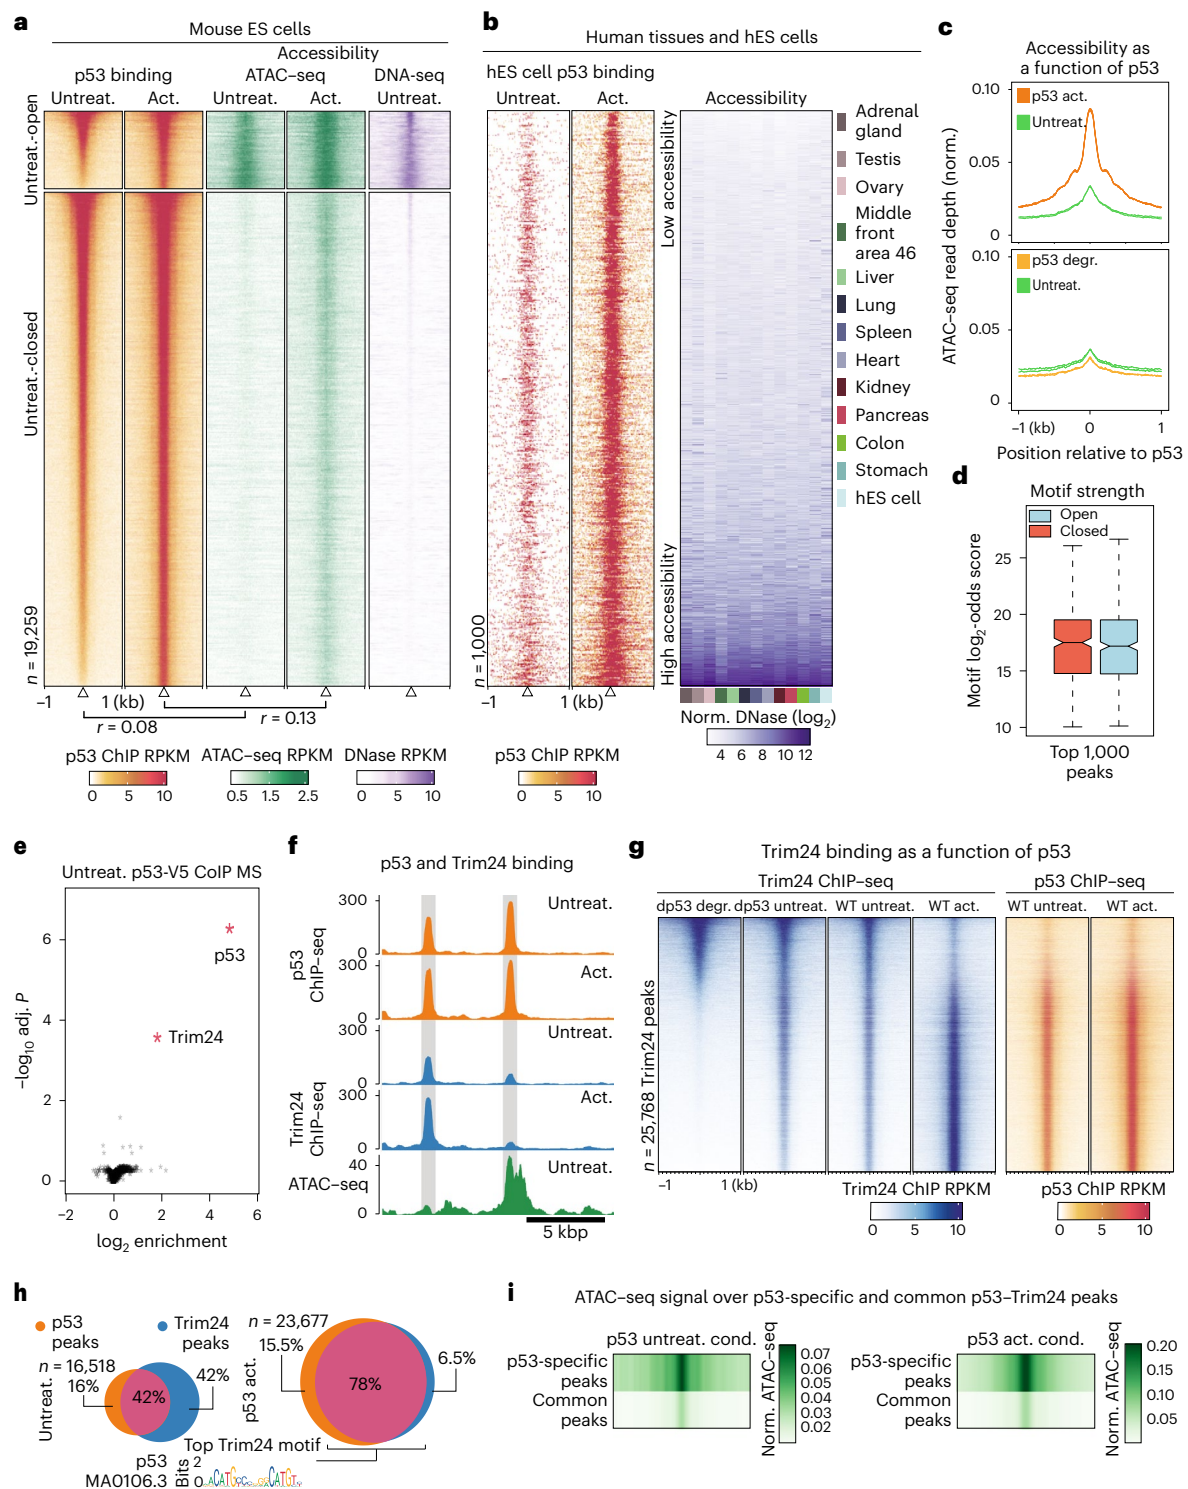 a
Mouse ES cells
Accessibility
p53 binding
ATAC–seq
DNA-seq
Untreat.
Act.
Untreat.
Act.
Untreat.
Untreat.-open
Untreat.-closed
n = 19,259
–1
1 (kb)
r = 0.08
r = 0.13
p53 ChIP RPKM
0 5 10
ATAC–seq RPKM
0.5 1.5 2.5
DNase RPKM
0 5 10
b
Human tissues and hES cells
hES cell p53 binding
Untreat.
Act.
Accessibility
Low accessibility
High accessibility
n = 1,000
–1
1 (kb)
p53 ChIP RPKM
0 5 10
Norm. DNase (log2)
4 6 8 10 12
Adrenal
gland
Testis
Ovary
Middle
front
area 46
Liver
Lung
Spleen
Heart
Kidney
Pancreas
Colon
Stomach
hES cell
c
Accessibility as
a function of p53
0.10
p53 act.
Untreat.
0.05
0
0.10
p53 degr.
Untreat.
0.05
0
ATAC–seq read depth (norm.)
–1 (kb) 0 1
Position relative to p53
d
Motif strength
Open
Closed
25
20
15
10
Motif log2-odds score
Top 1,000
peaks
e
Untreat. p53-V5 CoIP MS
6
4
2
0
–log10 adj. P
p53
Trim24
–2 0 2 4 6
log2 enrichment
f
p53 and Trim24 binding
p53
ChIP–seq
300
Untreat.
0
300
Act.
0
Trim24
ChIP–seq
300
Untreat.
0
300
Act.
0
40
Untreat.
ATAC–seq
0
5 kbp
g
Trim24 binding as a function of p53
Trim24 ChIP–seq
p53 ChIP–seq
dp53 degr.
dp53 untreat.
WT untreat.
WT act.
WT untreat.
WT act.
n = 25,768 Trim24 peaks
–1
1 (kb)
Trim24 ChIP RPKM
0 5 10
p53 ChIP RPKM
0 5 10
h
p53
peaks
Trim24
peaks
n = 16,518
16%
42%
42%
Untreat.
n = 23,677
15.5%
78%
6.5%
p53 act.
Top Trim24 motif
p53
MA0106.3
Bits
2
0
i
ATAC–seq signal over p53-specific and common p53–Trim24 peaks
p53 untreat. cond.
p53-specific
peaks
Common
peaks
Norm. ATAC–seq
0.07
0.06
0.05
0.04
0.03
0.02
p53 act. cond.
p53-specific
peaks
Common
peaks
Norm. ATAC–seq
0.20
0.15
0.10
0.05